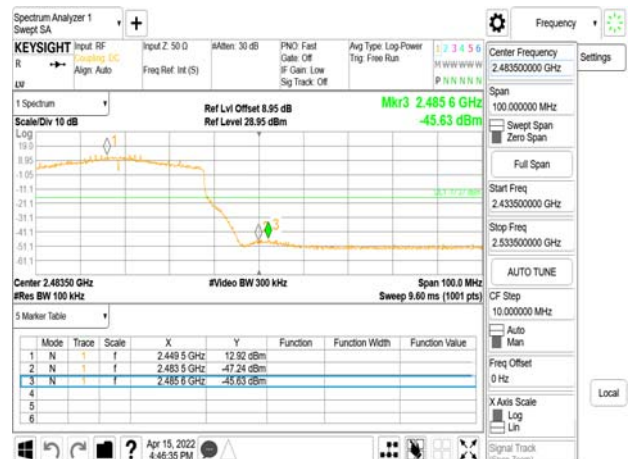 Spectrum Analyzer 1
Swept SA
Frequency
KEYSIGHT Input: RF Input Z: 50 Ω #Atten: 30 dB PNO: Fast Avg Type: Log-Power 1 2 3 4 5 6
R Coupling: DC Gate: Off Trig: Free Run M W W W W W
Align: Auto Freq Ref: Int (S) IF Gain: Low P N N N N N
Sig Track: Off
LW
1 Spectrum
Scale/Div 10 dB
Ref Lvl Offset 8.95 dB
Ref Level 28.95 dBm
Mkr3 2.485 6 GHz
-45.63 dBm
Log
19.0
8.95
-1.05
-11.1
-21.1
-31.1
-41.1
-51.1
-61.1
1
3
Center 2.48350 GHz #Video BW 300 kHz Span 100.0 MHz
#Res BW 100 kHz Sweep 9.60 ms (1001 pts)
5 Marker Table
Mode Trace Scale X Y Function Function Width Function Value
1 N 1 f 2.449 5 GHz 12.92 dBm
2 N 1 f 2.483 5 GHz -47.24 dBm
3 N 1 f 2.485 6 GHz -45.63 dBm
4
5
6
Apr 15, 2022
4:46:35 PM
Center Frequency
2.483500000 GHz
Settings
Span
100.000000 MHz
Swept Span
Zero Span
Full Span
Start Freq
2.433500000 GHz
Stop Freq
2.533500000 GHz
AUTO TUNE
CF Step
10.000000 MHz
Auto
Man
Freq Offset
0 Hz
X Axis Scale
Log
Lin
Local
Signal Track